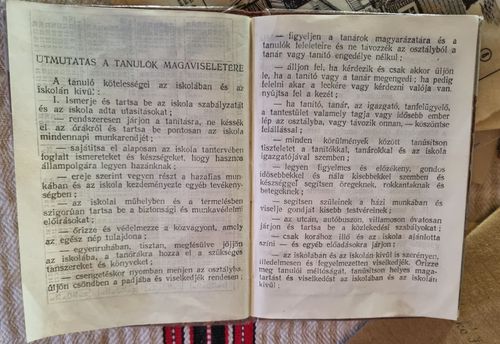 ÚTMUTATAS A TANULÓK MAGAVISELETÉRE
A tanuló kötelességei az iskolában és az
iskolán kívül :
1. Ismerje és tartsa be az iskola szabályzatát
és az iskola adta utasításokat ;
— rendszeresen járjon a tanításra, ne késsék
el az órákról és tartsa be pontosan az iskola
mindennapi munkarendjét ;
— sajátítsa el alaposan az iskola tantervében
foglalt ismereteket és készségeket, hogy hasznos
állampolgára legyen hazánknak ;
— ereje szerint vegyen részt a hazafias mun-
kában és az iskola kezdeményezte egyéb tevékeny-
ségben ;
— az iskolai műhelyben és a termelésben
szigorúan tartsa be a biztonsági és munkavédelmi
előírásokat ;
— őrizze és védelmezze a közvagyont, amely
az egész nép tulajdona ;
— egyenruhában, tisztán, megfésülve jöjjön
az iskolába, a tanórákra hozza el a szükséges
tanszereket és könyveket ;
— csengetéskor nyomban menjen az osztályba,
üljön csöndben a padjába és viselkedjék rendesen ;
— figyeljen a tanárok magyarázatára és a
tanulók feleleteire és ne távozzék az osztályból a
tanár vagy tanító engedélye nélkül ;
— álljon fel, ha kérdezik és csak akkor üljön
le, ha a tanító vagy a tanár megengedi ; ha pedig
felelni akar a leckére vagy kérdezni valója van,
nyújtsa fel a kezét ;
— ha tanító, tanár, az igazgató, tanfelügyelő,
a tantestület valamely tagja vagy idősebb ember
lép az osztályba, vagy távozik onnan, — köszöntse
felállással ;
— minden körülmények között tanúsítson
tiszteletet a tanítókkal, tanárokkal és az iskola
igazgatójával szemben ;
— legyen figyelmes és előzékeny, gondos
idősebbekkel és nála kisebbekkel szemben és
készséggel segítsen öregeknek, rokkantaknak és
betegeknek ;
— segítsen szüleinek a házi munkában és
viselje gondját kisebb testvéreinek ;
— az utcán, autóbuszon, villamoson óvatosan
járjon és tartsa be a közlekedési szabályokat ;
— csak korához illő és az iskola ajánlotta
színi — és egyéb előadásokra járjon ;
— az iskolában és az iskolán kívül is szerényen,
illedelmesen és fegyelmezetten viselkedjék. Őrizze
meg tanulói méltóságát, tanúsítson helyes maga-
tartást és viselkedést az iskolában és az iskolán
kívül ;